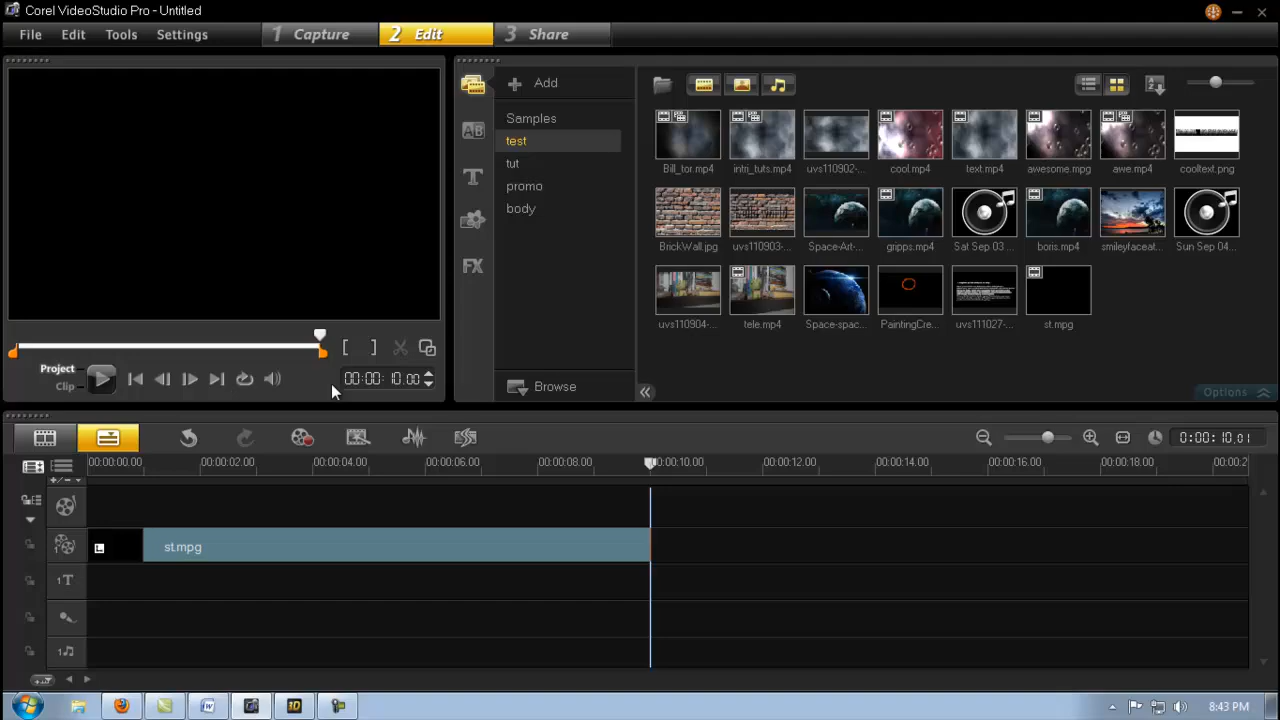 Corel VideoStudio Pro - Untitled
File Edit Tools Settings 1 Capture 2 Edit 3 Share
Add
Samples
test
tut
promo
body
Browse
Bill_tor.mp4 intri_tuts.mp4 uvs110902-... cool.mp4 text.mp4 awesome.mpg awe.mp4 cooltext.png
BrickWall.jpg uvs110903-... Space-Art-... gripps.mp4 Sat Sep 03 ... boris.mp4 smileyfaceat... Sun Sep 04...
uvs110904-... tele.mp4 Space-spac... PaintingCre... uvs111027-... st.mpg
Options
Project
Clip
00:00:10.00
0:00:10.01
00:00:00.00 00:00:02.00 00:00:04.00 00:00:06.00 00:00:08.00 00:00:10.00 00:00:12.00 00:00:14.00 00:00:16.00 00:00:18.00 00:00:2
st.mpg
8:43 PM